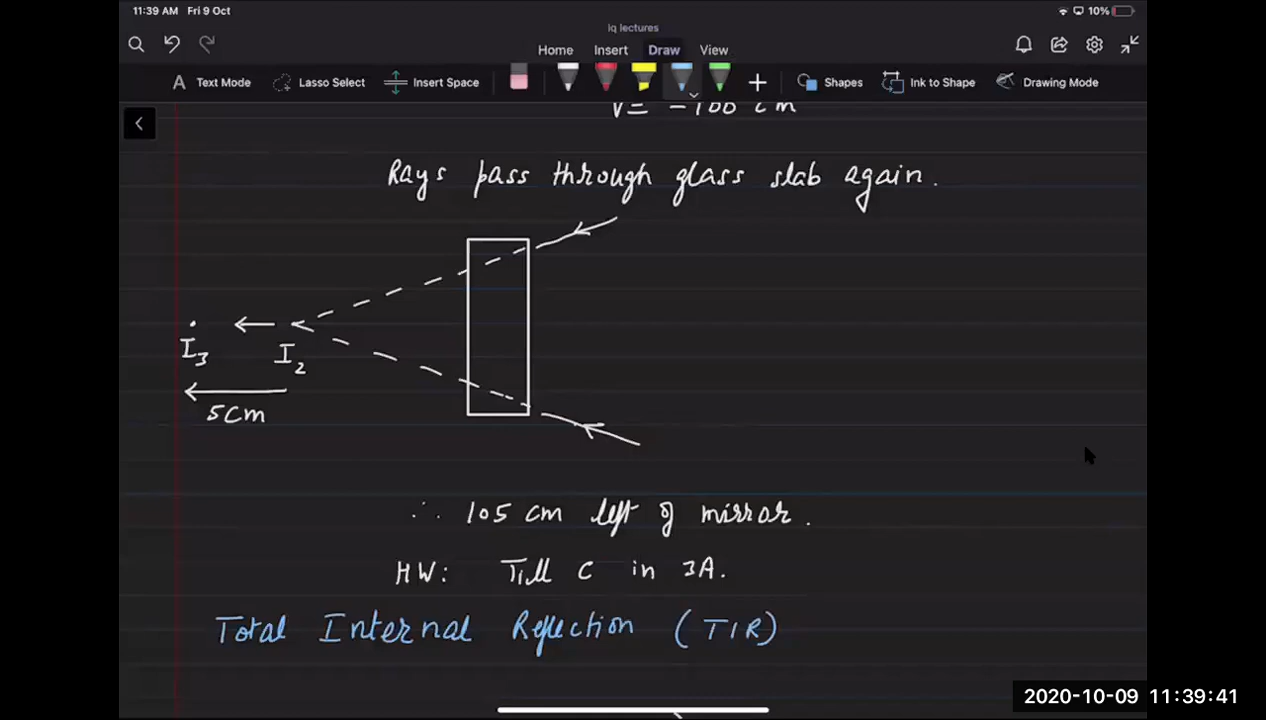 11:39 AM Fri 9 Oct
10%
iq lectures
Home Insert Draw View
Text Mode Lasso Select Insert Space Shapes Ink to Shape Drawing Mode
V= -100 cm
Rays pass through glass slab again.
I3 I2
5cm
∴ 105 cm left of mirror.
HW: Till C in 3A.
Total Internal Reflection (TIR)
2020-10-09 11:39:41